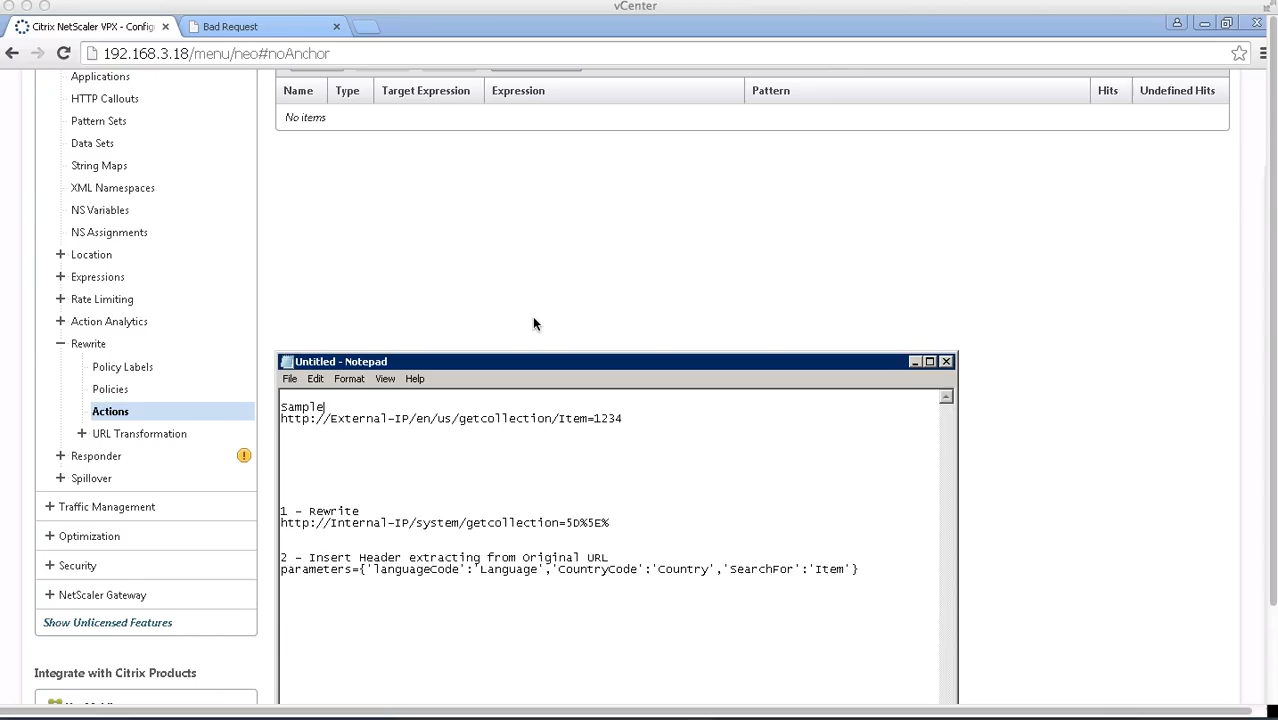 vCenter
Citrix NetScaler VPX - Config
Bad Request
192.168.3.18/menu/neo#noAnchor
Applications
HTTP Callouts
Pattern Sets
Data Sets
String Maps
XML Namespaces
NS Variables
NS Assignments
Location
Expressions
Rate Limiting
Action Analytics
Rewrite
Policy Labels
Policies
Actions
URL Transformation
Responder
Spillover
Traffic Management
Optimization
Security
NetScaler Gateway
Show Unlicensed Features
Integrate with Citrix Products
Name Type Target Expression Expression Pattern Hits Undefined Hits
No items
Untitled - Notepad
File Edit Format View Help
Sample
http://External-IP/en/us/getcollection/Item=1234
1 - Rewrite
http://Internal-IP/system/getcollection=5D%5E%
2 - Insert Header extracting from Original URL
parameters={'languageCode':'Language','CountryCode':'Country','SearchFor':'Item'}